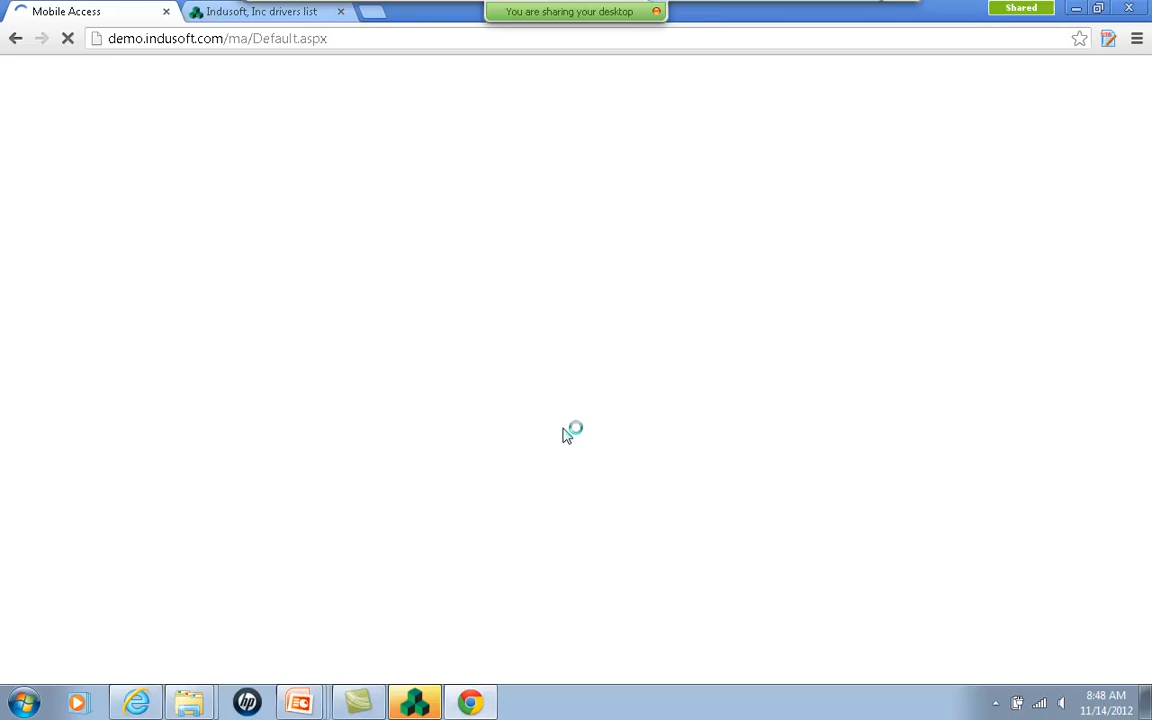 Mobile Access
Indusoft, Inc drivers list
You are sharing your desktop
Shared
demo.indusoft.com/ma/Default.aspx
hp
8:48 AM
11/14/2012